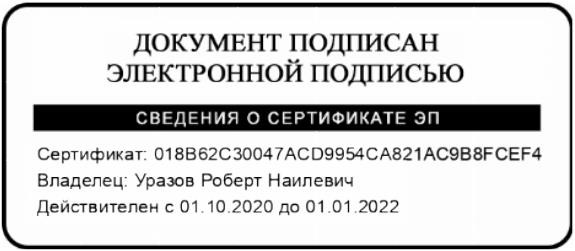 ДОКУМЕНТ ПОДПИСАН
ЭЛЕКТРОННОЙ ПОДПИСЬЮ
СВЕДЕНИЯ О СЕРТИФИКАТЕ ЭП
Сертификат: 018B62C30047ACD9954CA821AC9B8FCEF4
Владелец: Уразов Роберт Наилевич
Действителен с 01.10.2020 до 01.01.2022